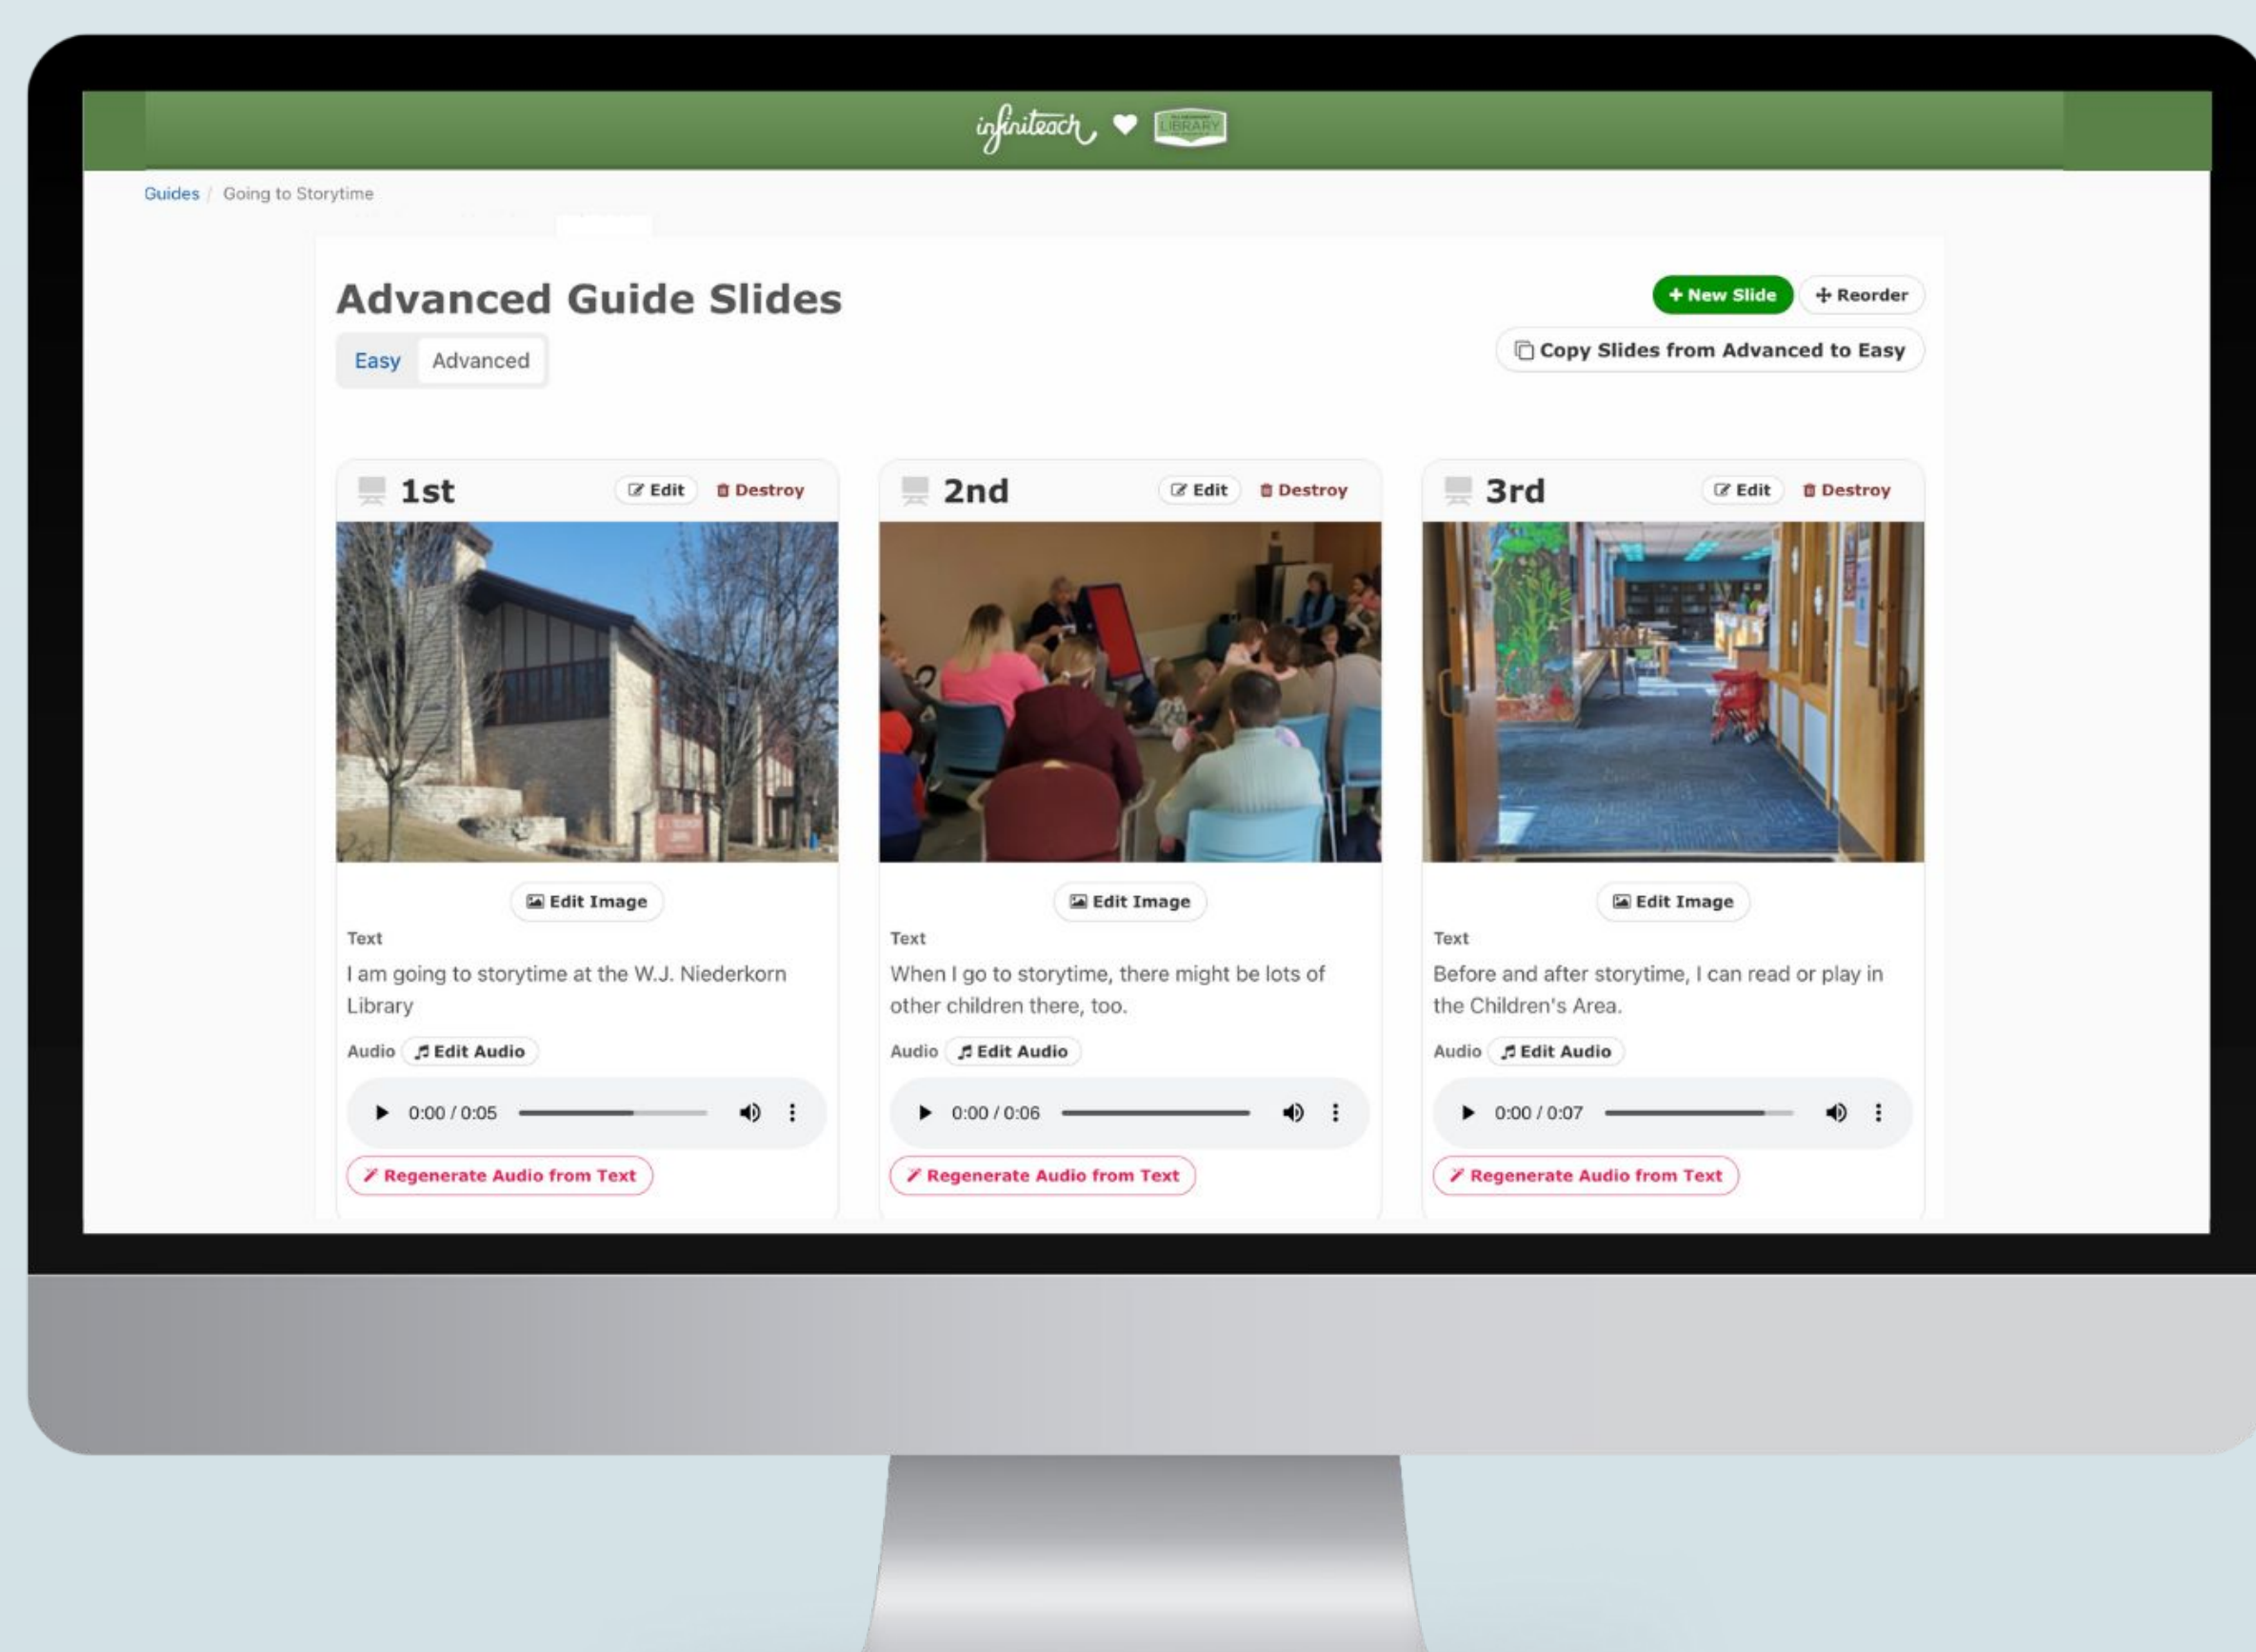 infiniteach LIBRARY
Guides / Going to Storytime
Advanced Guide Slides
+ New Slide Reorder
Easy Advanced
Copy Slides from Advanced to Easy
1st Edit Destroy
2nd Edit Destroy
3rd Edit Destroy
Edit Image
Text
I am going to storytime at the W.J. Niederkorn
Library
Audio Edit Audio
0:00 / 0:05
Regenerate Audio from Text
Edit Image
Text
When I go to storytime, there might be lots of
other children there, too.
Audio Edit Audio
0:00 / 0:06
Regenerate Audio from Text
Edit Image
Text
Before and after storytime, I can read or play in
the Children's Area.
Audio Edit Audio
0:00 / 0:07
Regenerate Audio from Text